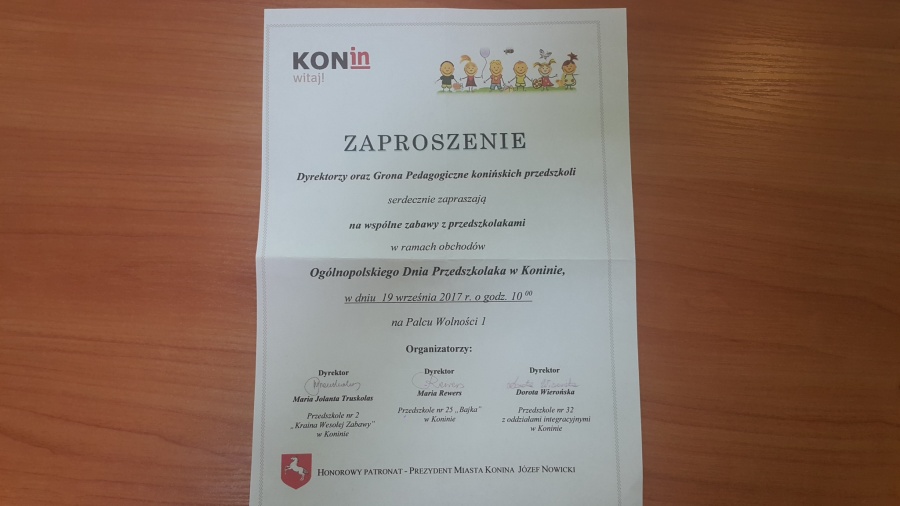 KONin
witaj!
ZAPROSZENIE
Dyrektorzy oraz Grona Pedagogiczne konińskich przedszkoli
serdecznie zapraszają
na wspólne zabawy z przedszkolakami
w ramach obchodów
Ogólnopolskiego Dnia Przedszkolaka w Koninie,
w dniu 19 września 2017 r. o godz. 10 00
na Palcu Wolności 1
Organizatorzy:
Dyrektor
Maria Jolanta Truskolas
Przedszkole nr 2
„Kraina Wesołej Zabawy”
w Koninie
Dyrektor
Rewers
Maria Rewers
Przedszkole nr 25 „Bajka”
w Koninie
Dyrektor
Dorota Wierońska
Przedszkole nr 32
z oddziałami integracyjnymi
w Koninie
HONOROWY PATRONAT - PREZYDENT MIASTA KONINA JÓZEF NOWICKI